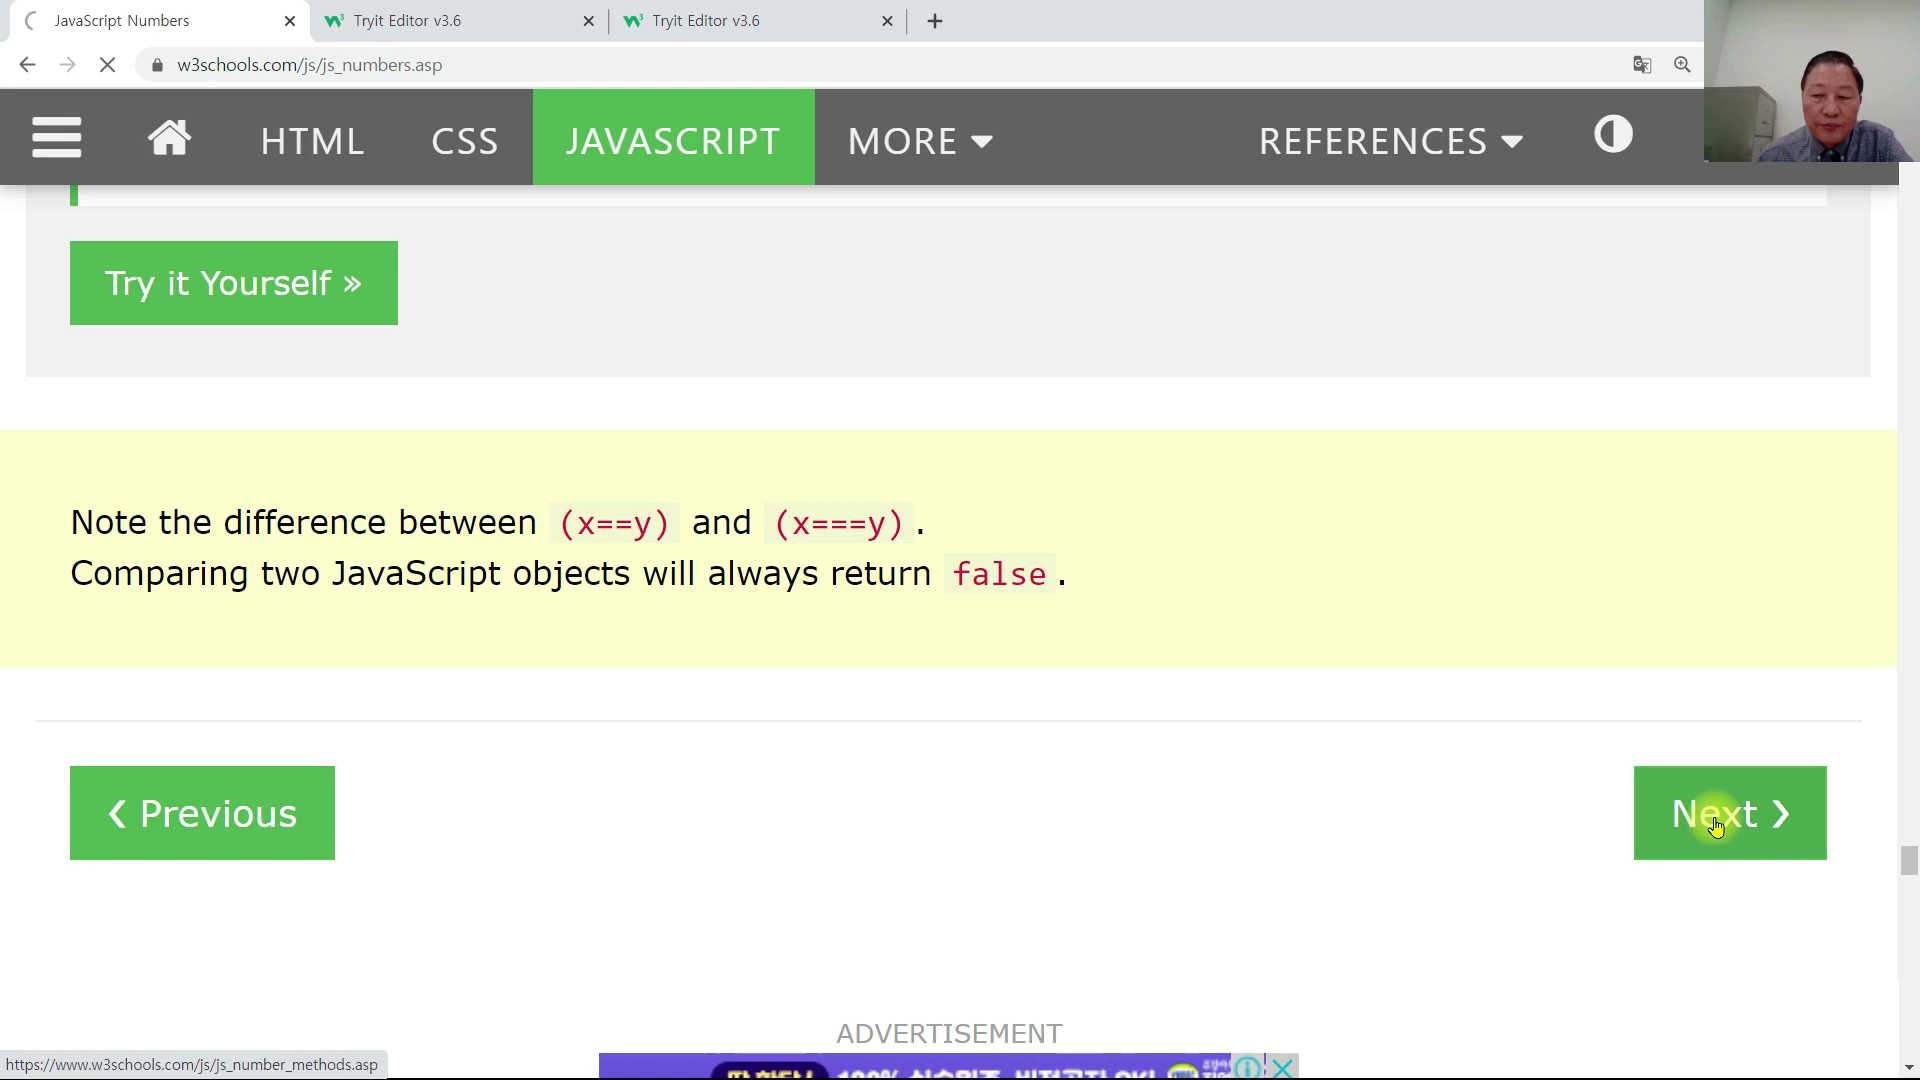 JavaScript Numbers
Tryit Editor v3.6
Tryit Editor v3.6
w3schools.com/js/js_numbers.asp
HTML CSS JAVASCRIPT MORE REFERENCES
Try it Yourself »
Note the difference between (x==y) and (x===y).
Comparing two JavaScript objects will always return false.
❮ Previous
Next ❯
ADVERTISEMENT
https://www.w3schools.com/js/js_number_methods.asp